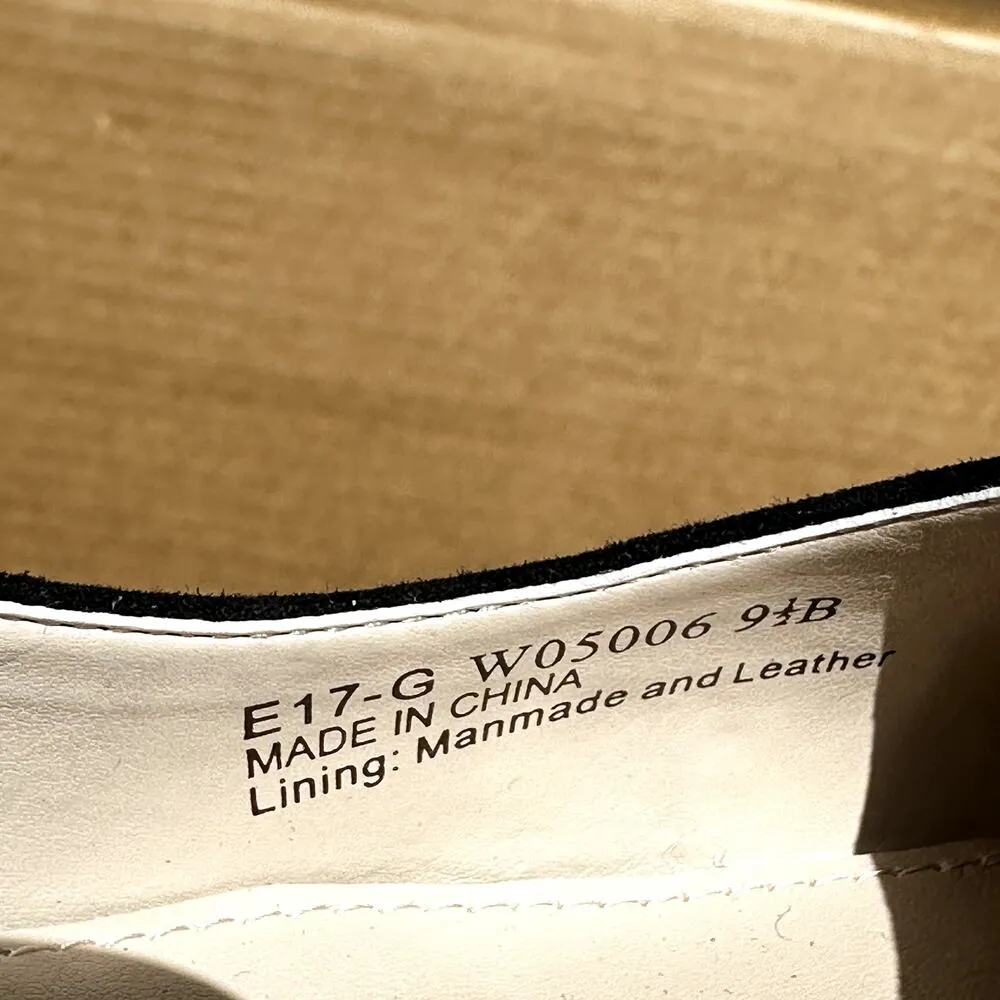 E17-G W05006 9½B
MADE IN CHINA
Lining: Manmade and Leather